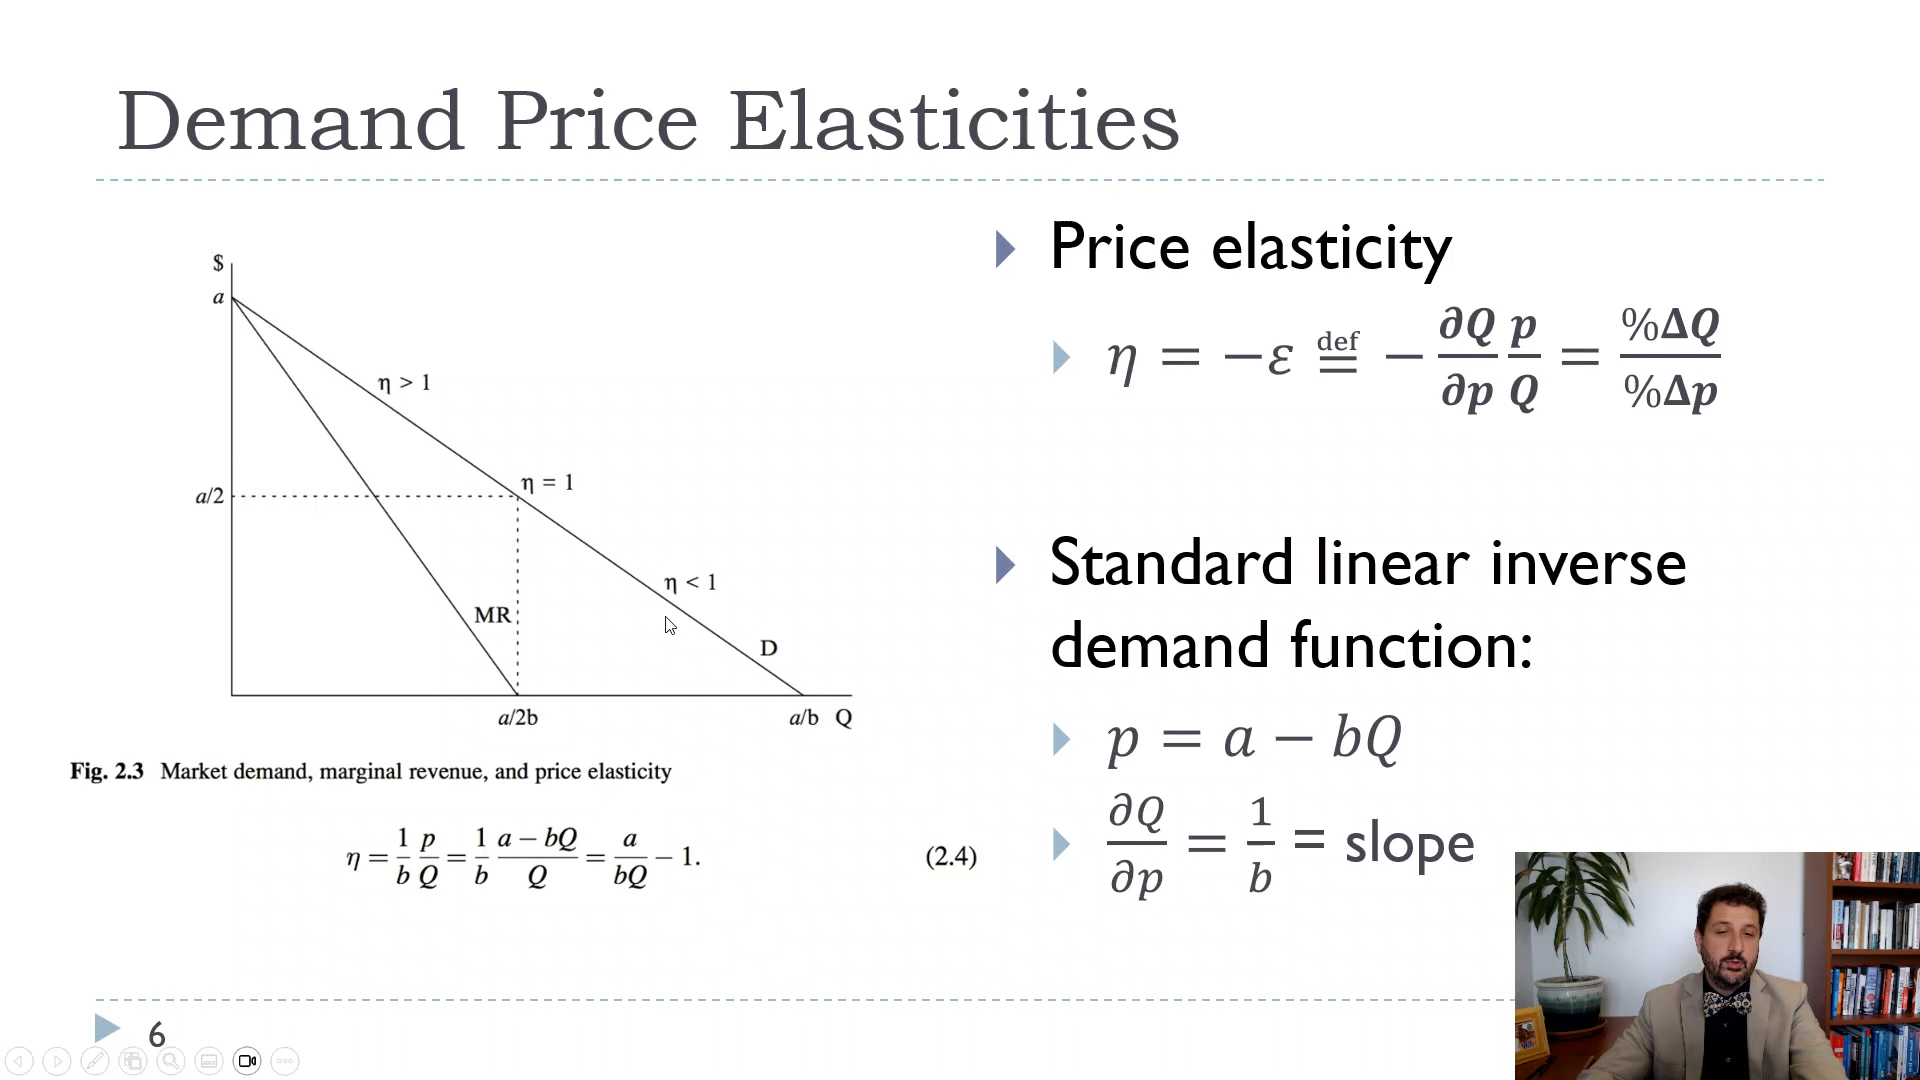 Demand Price Elasticities
$
a
η > 1
a/2
η = 1
η < 1
MR
D
a/2b
a/b Q
Fig. 2.3 Market demand, marginal revenue, and price elasticity
η = 1/b p/Q = 1/b (a − bQ)/Q = a/bQ − 1. (2.4)
Price elasticity
η = −ε ≝ − ∂Q/∂p p/Q = %ΔQ/%Δp
Standard linear inverse
demand function:
p = a − bQ
∂Q/∂p = 1/b = slope
6